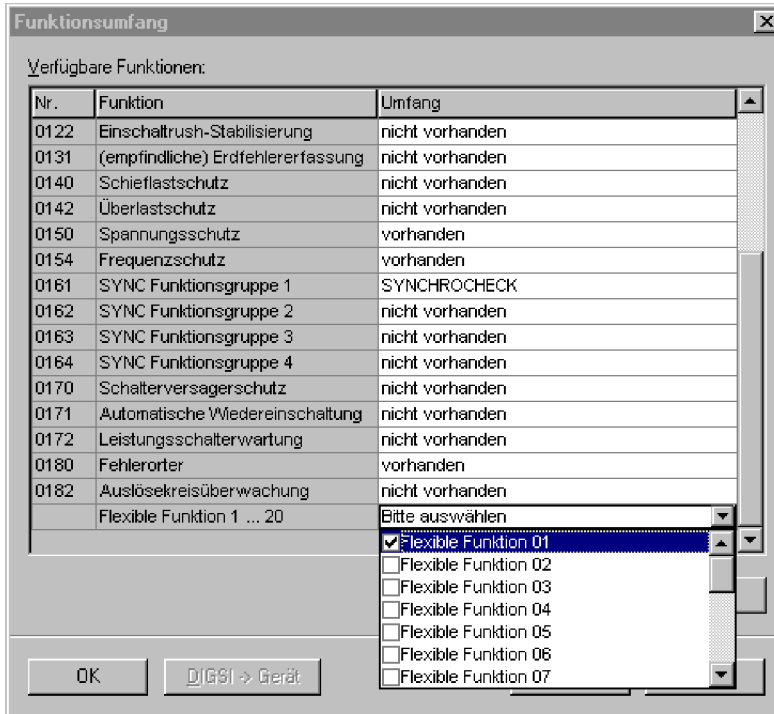 Funktionsumfang
Verfügbare Funktionen:
Nr. Funktion Umfang
0122 Einschaltrush-Stabilisierung nicht vorhanden
0131 (empfindliche) Erdfehlererfassung nicht vorhanden
0140 Schieflastschutz nicht vorhanden
0142 Überlastschutz nicht vorhanden
0150 Spannungsschutz vorhanden
0154 Frequenzschutz vorhanden
0161 SYNC Funktionsgruppe 1 SYNCHROCHECK
0162 SYNC Funktionsgruppe 2 nicht vorhanden
0163 SYNC Funktionsgruppe 3 nicht vorhanden
0164 SYNC Funktionsgruppe 4 nicht vorhanden
0170 Schalterversagerschutz nicht vorhanden
0171 Automatische Wiedereinschaltung nicht vorhanden
0172 Leistungsschalterwartung nicht vorhanden
0180 Fehlerorter vorhanden
0182 Auslösekreisüberwachung nicht vorhanden
Flexible Funktion 1 ... 20 Bitte auswählen
Flexible Funktion 01
Flexible Funktion 02
Flexible Funktion 03
Flexible Funktion 04
Flexible Funktion 05
Flexible Funktion 06
Flexible Funktion 07
OK DIGSI -> Gerät